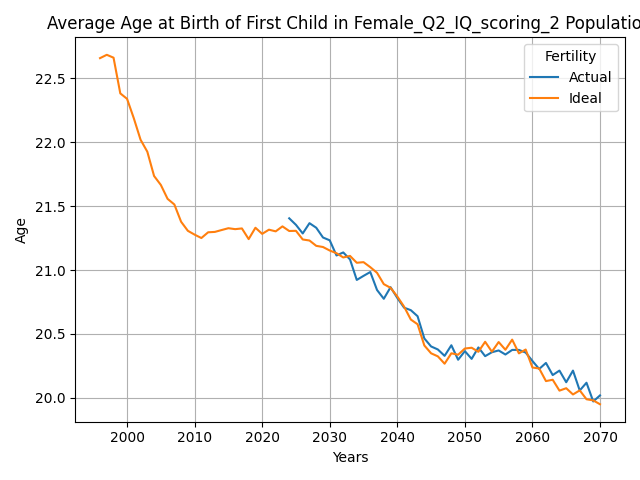 Average Age at Birth of First Child in Female_Q2_IQ_scoring_2 Populatio
Fertility
Actual
Ideal
22.5
22.0
21.5
21.0
20.5
20.0
Age
2000 2010 2020 2030 2040 2050 2060 2070
Years